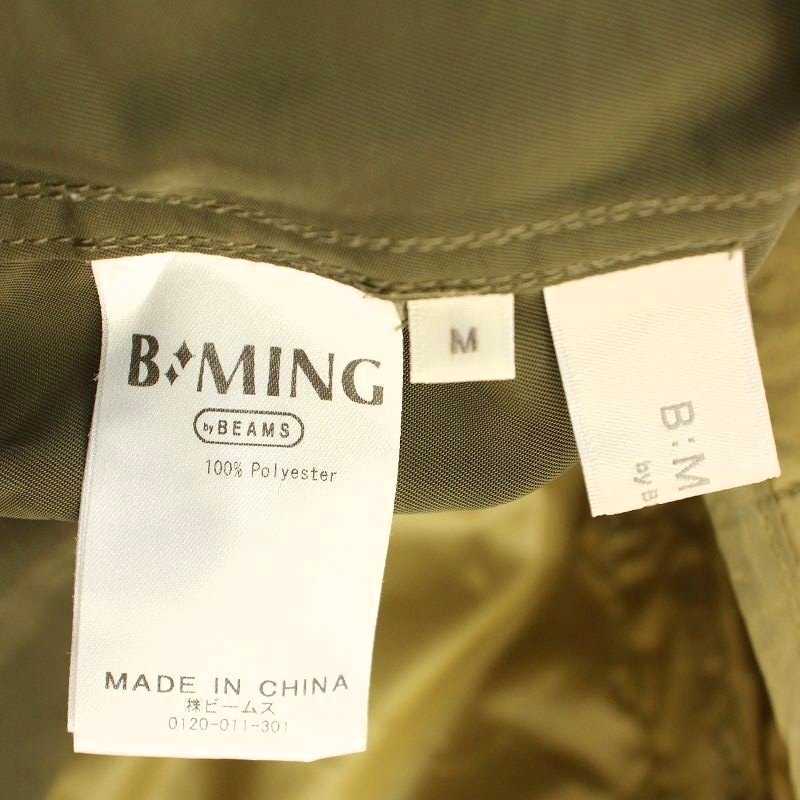 B:MING
by BEAMS
100% Polyester
MADE IN CHINA
㈱ビームス
0120-011-301
M
B:M
by B